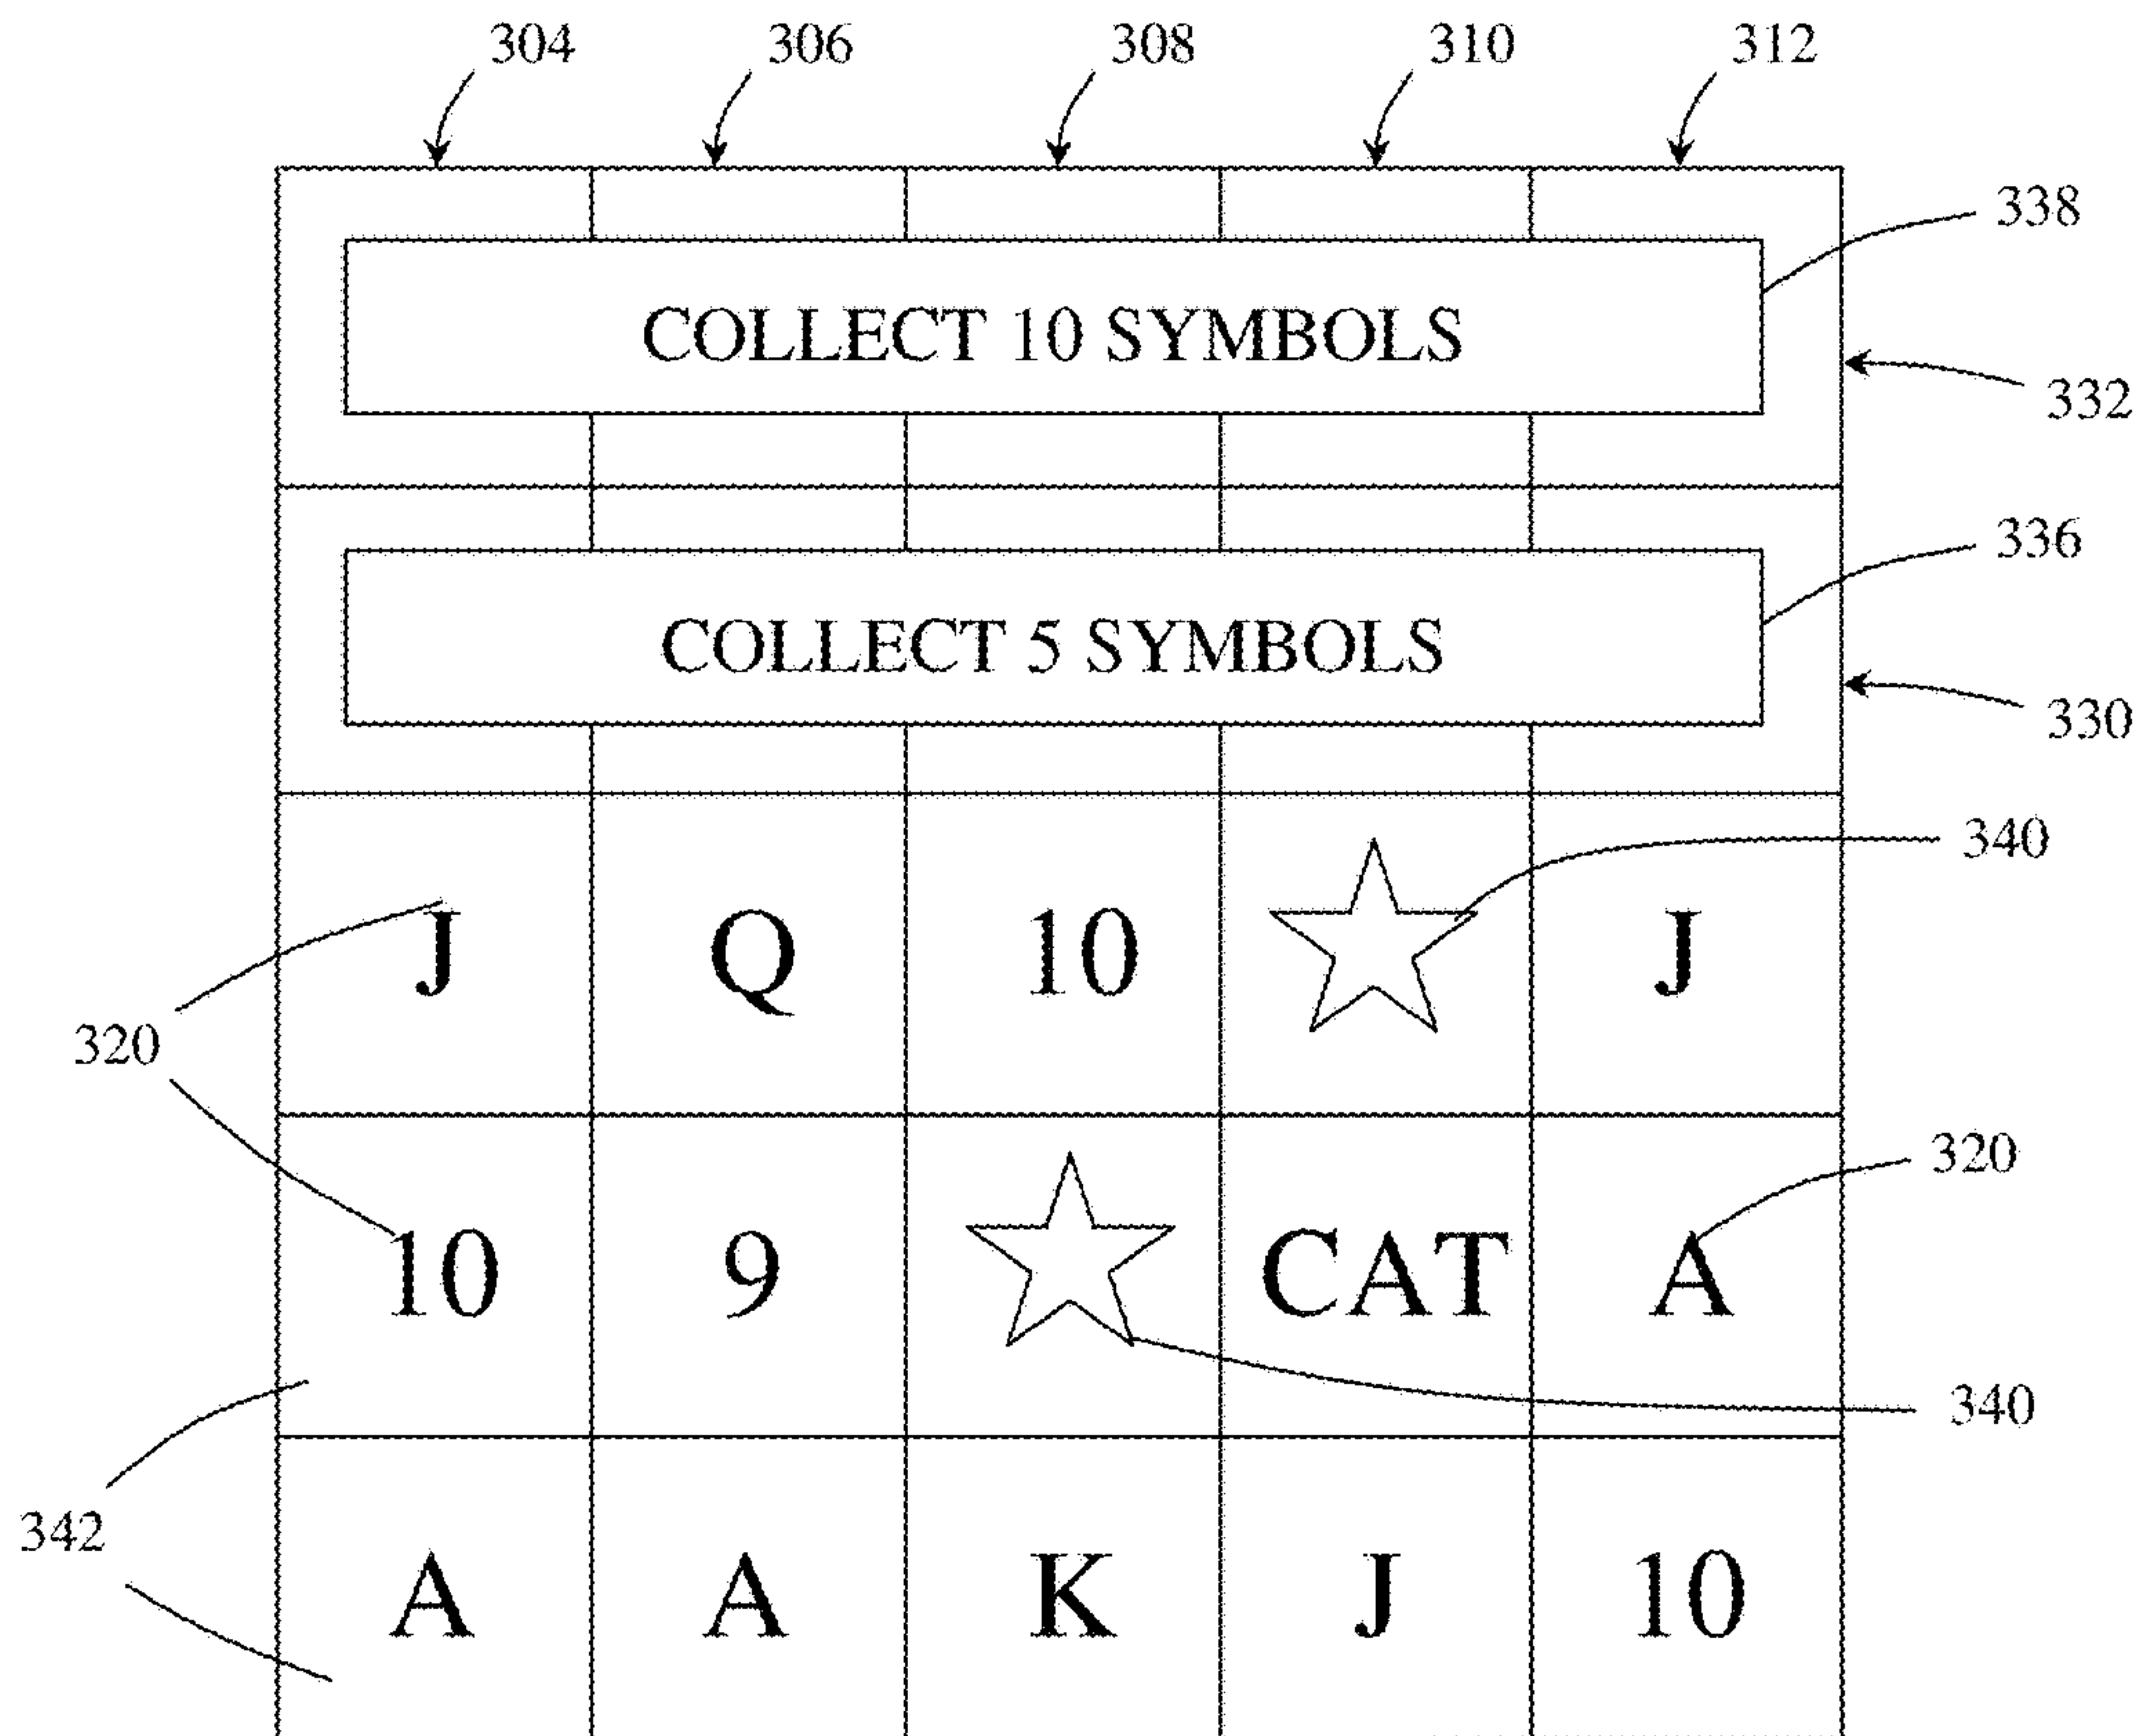 304 306 308 310 312
338
COLLECT 10 SYMBOLS
332
336
COLLECT 5 SYMBOLS
330
340
J Q 10 J
320
320
10 9 CAT A
340
342
A A K J 10